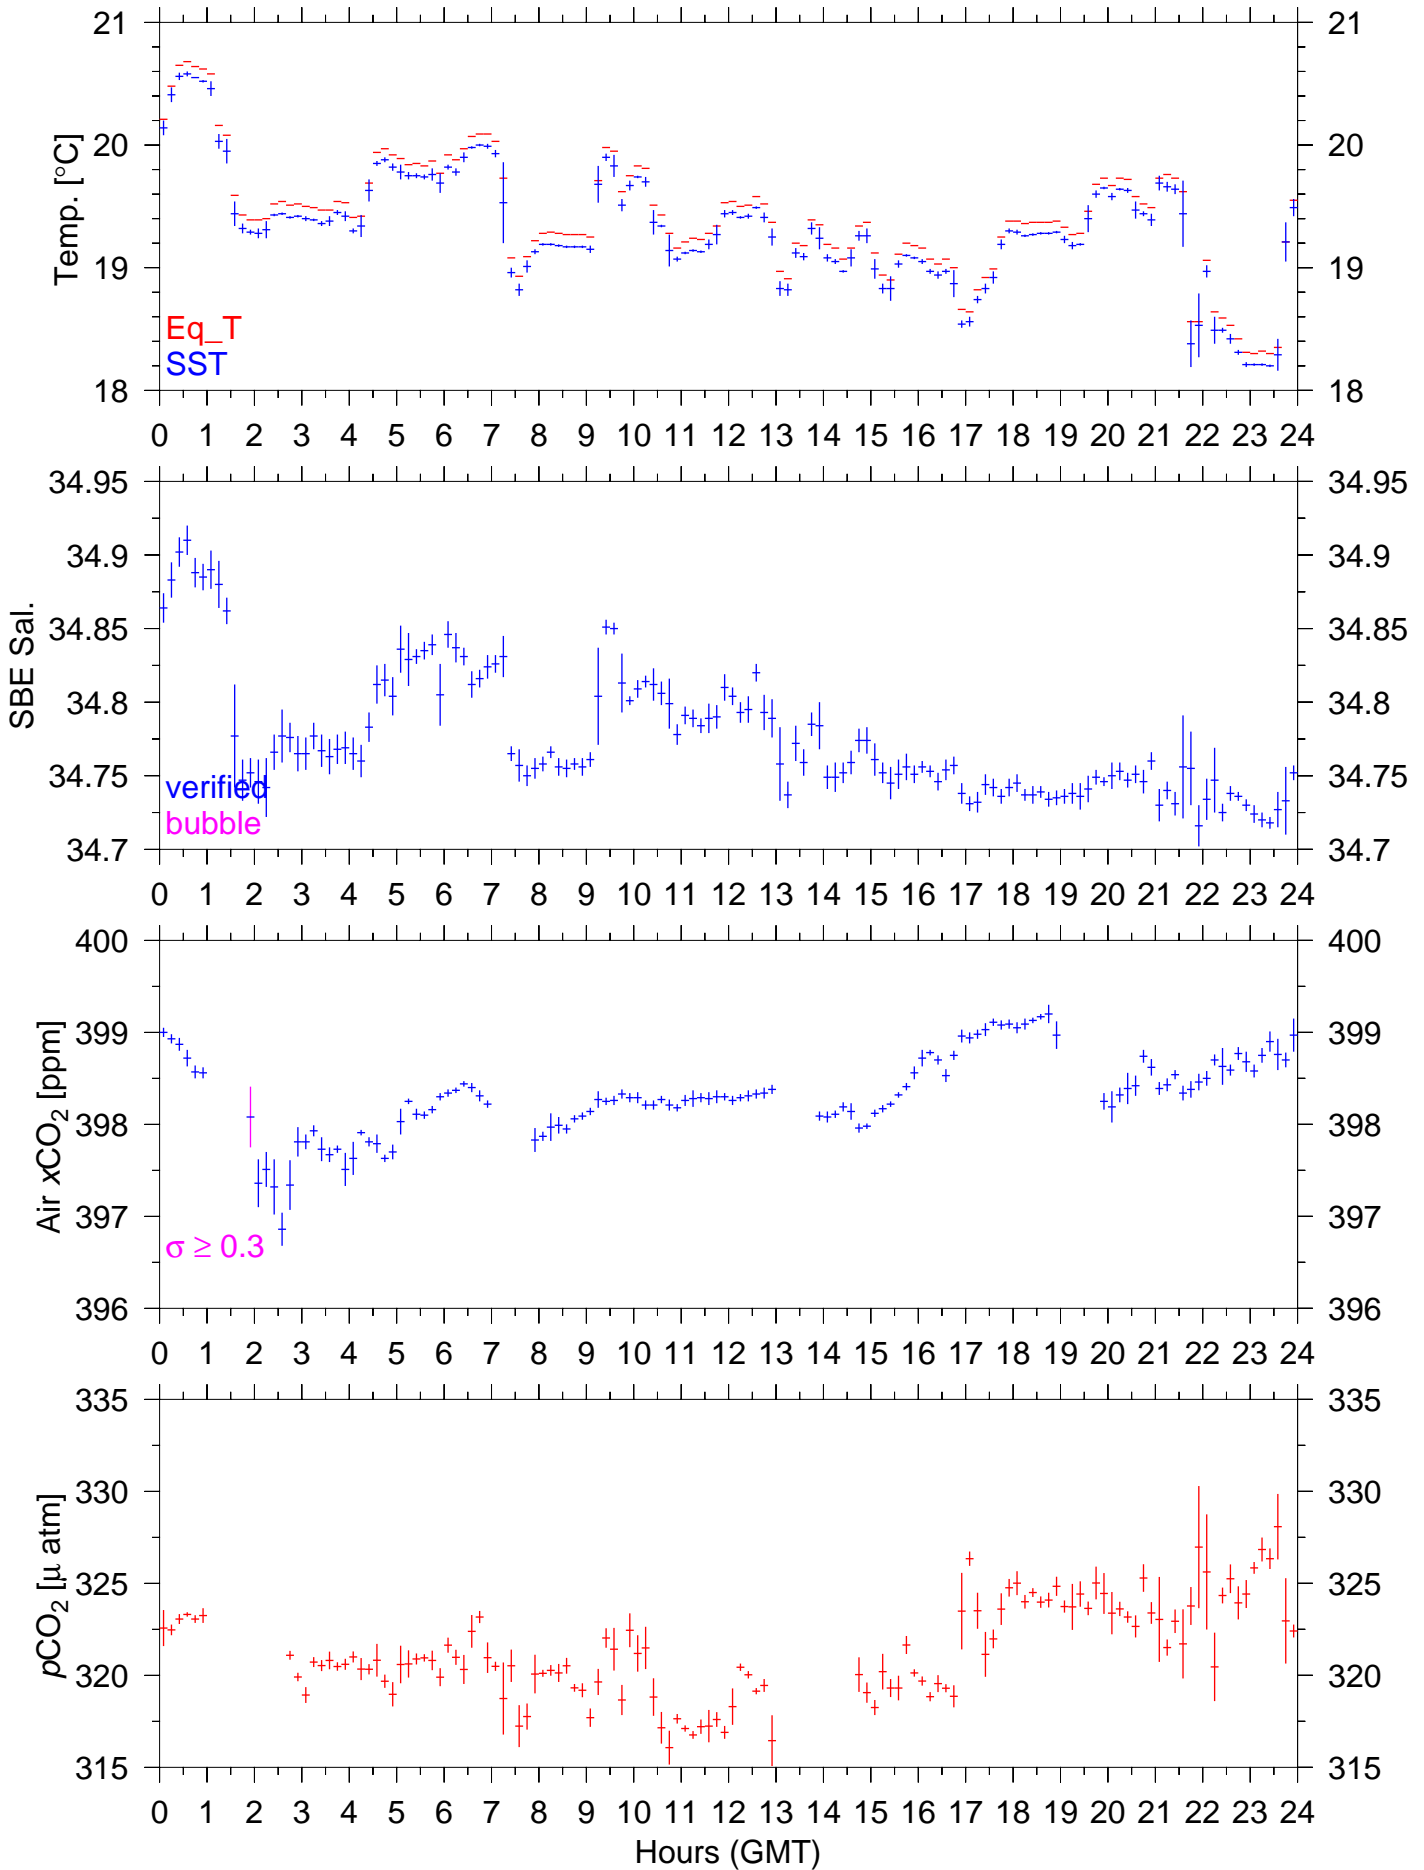 21 21
Temp. [°C] 20 20
19 19
Eq_T
SST
18 18
0 1 2 3 4 5 6 7 8 9 10 11 12 13 14 15 16 17 18 19 20 21 22 23 24
34.95 34.95
34.9 34.9
34.85 34.85
SBE Sal.
34.8 34.8
34.75 34.75
verified
bubble
34.7 34.7
0 1 2 3 4 5 6 7 8 9 10 11 12 13 14 15 16 17 18 19 20 21 22 23 24
400 400
399 399
Air xCO₂ [ppm]
398 398
397 397
σ ≥ 0.3
396 396
0 1 2 3 4 5 6 7 8 9 10 11 12 13 14 15 16 17 18 19 20 21 22 23 24
335 335
330 330
pCO₂ [μ atm]
325 325
320 320
315 315
0 1 2 3 4 5 6 7 8 9 10 11 12 13 14 15 16 17 18 19 20 21 22 23 24
Hours (GMT)